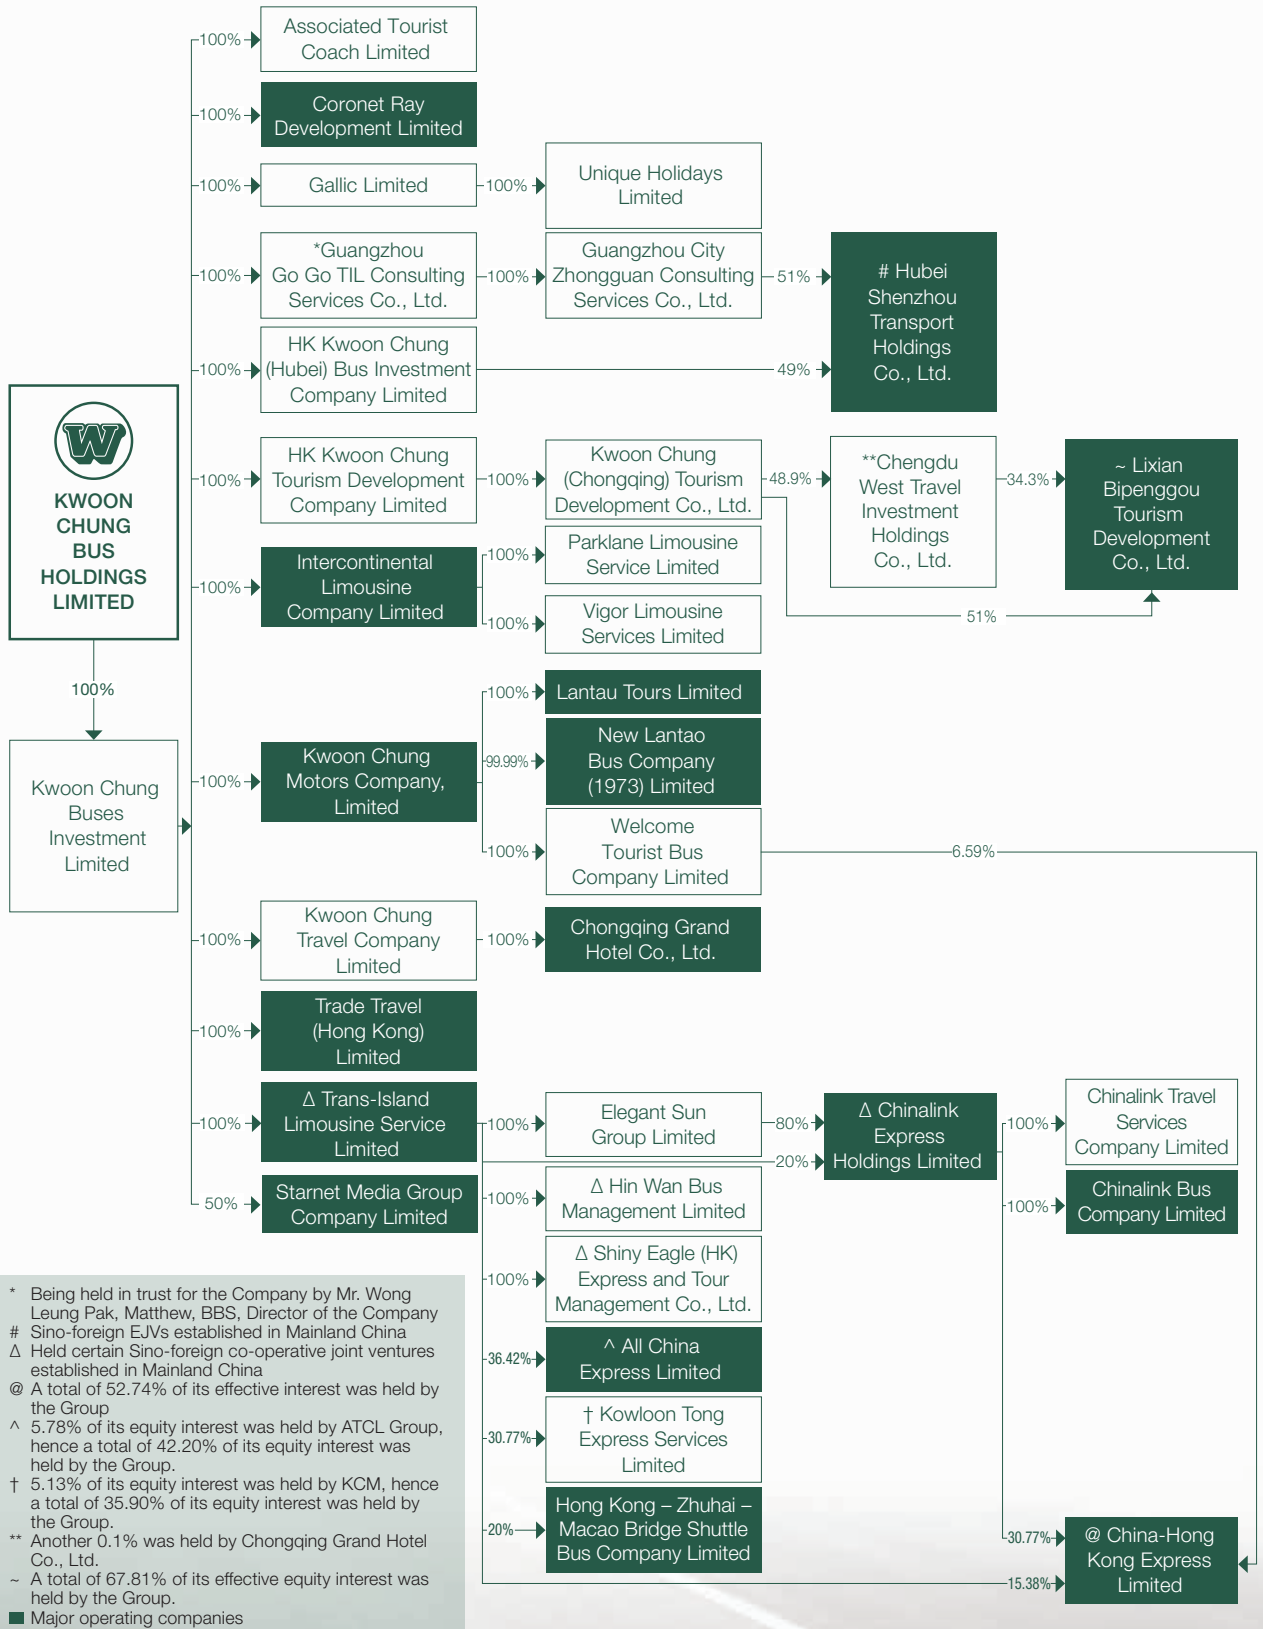 W
KWOON
CHUNG
BUS
HOLDINGS
LIMITED
100%
Kwoon Chung
Buses
Investment
Limited
100%
Associated Tourist
Coach Limited
100%
Coronet Ray
Development Limited
100%
Gallic Limited
100%
Unique Holidays
Limited
100%
*Guangzhou
Go Go TIL Consulting
Services Co., Ltd.
100%
Guangzhou City
Zhongguan Consulting
Services Co., Ltd.
51%
# Hubei
Shenzhou
Transport
Holdings
Co., Ltd.
100%
HK Kwoon Chung
(Hubei) Bus Investment
Company Limited
49%
100%
HK Kwoon Chung
Tourism Development
Company Limited
100%
Kwoon Chung
(Chongqing) Tourism
Development Co., Ltd.
48.9%
**Chengdu
West Travel
Investment
Holdings
Co., Ltd.
34.3%
~ Lixian
Bipenggou
Tourism
Development
Co., Ltd.
51%
100%
Intercontinental
Limousine
Company Limited
100%
Parklane Limousine
Service Limited
100%
Vigor Limousine
Services Limited
100%
Kwoon Chung
Motors Company,
Limited
100%
Lantau Tours Limited
99.99%
New Lantao
Bus Company
(1973) Limited
100%
Welcome
Tourist Bus
Company Limited
6.59%
100%
Kwoon Chung
Travel Company
Limited
100%
Chongqing Grand
Hotel Co., Ltd.
100%
Trade Travel
(Hong Kong)
Limited
100%
Δ Trans-Island
Limousine Service
Limited
100%
Elegant Sun
Group Limited
80%
20%
Δ Chinalink
Express
Holdings Limited
100%
Chinalink Travel
Services
Company Limited
100%
Chinalink Bus
Company Limited
50%
Starnet Media Group
Company Limited
100%
Δ Hin Wan Bus
Management Limited
100%
Δ Shiny Eagle (HK)
Express and Tour
Management Co., Ltd.
36.42%
^ All China
Express Limited
30.77%
† Kowloon Tong
Express Services
Limited
20%
Hong Kong – Zhuhai –
Macao Bridge Shuttle
Bus Company Limited
30.77%
15.38%
@ China-Hong
Kong Express
Limited
* Being held in trust for the Company by Mr. Wong
Leung Pak, Matthew, BBS, Director of the Company
# Sino-foreign EJVs established in Mainland China
Δ Held certain Sino-foreign co-operative joint ventures
established in Mainland China
@ A total of 52.74% of its effective interest was held by
the Group
^ 5.78% of its equity interest was held by ATCL Group,
hence a total of 42.20% of its equity interest was
held by the Group.
† 5.13% of its equity interest was held by KCM, hence
a total of 35.90% of its equity interest was held by
the Group.
** Another 0.1% was held by Chongqing Grand Hotel
Co., Ltd.
~ A total of 67.81% of its effective equity interest was
held by the Group.
Major operating companies